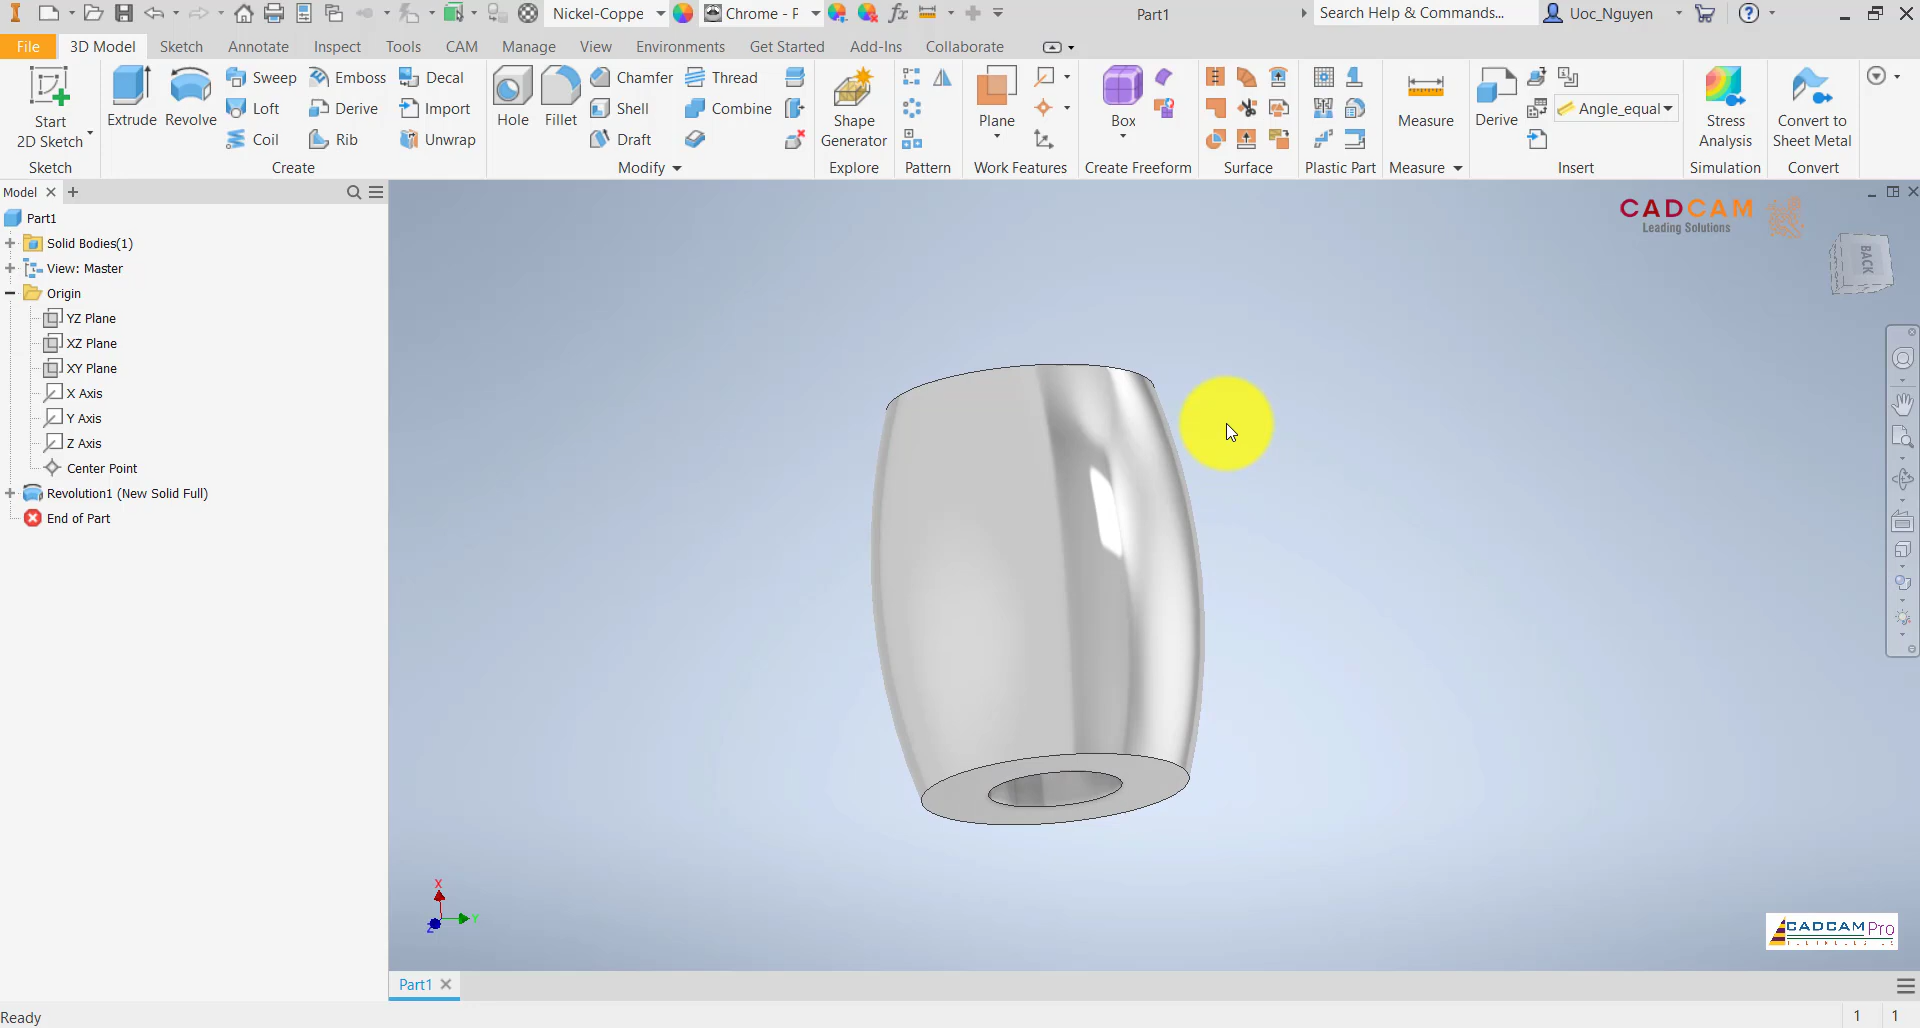 Nickel-Coppe
Chrome - P
Part1
Search Help & Commands...
Uoc_Nguyen
File
3D Model
Sketch
Annotate
Inspect
Tools
CAM
Manage
View
Environments
Get Started
Add-Ins
Collaborate
Start
2D Sketch
Extrude
Revolve
Sweep
Emboss
Decal
Loft
Derive
Import
Coil
Rib
Unwrap
Hole
Fillet
Chamfer
Thread
Shell
Combine
Draft
Shape
Generator
Plane
Box
Measure
Derive
Angle_equal
Stress
Analysis
Convert to
Sheet Metal
Sketch
Create
Modify
Explore
Pattern
Work Features
Create Freeform
Surface
Plastic Part
Measure
Insert
Simulation
Convert
Model
Part1
Solid Bodies(1)
View: Master
Origin
YZ Plane
XZ Plane
XY Plane
X Axis
Y Axis
Z Axis
Center Point
Revolution1 (New Solid Full)
End of Part
CADCAM
Leading Solutions
BACK
X
Y
Z
CADCAM Pro
Part1
Ready
1
1